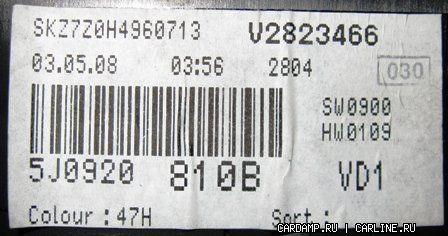 SKZ7Z0H4960713 V2823466
03.05.08 03:56 2804 030
SW0900
HW0109
5J0920 810B VD1
Colour : 47H Sort :
CARDAMP.RU | CARLINE.RU